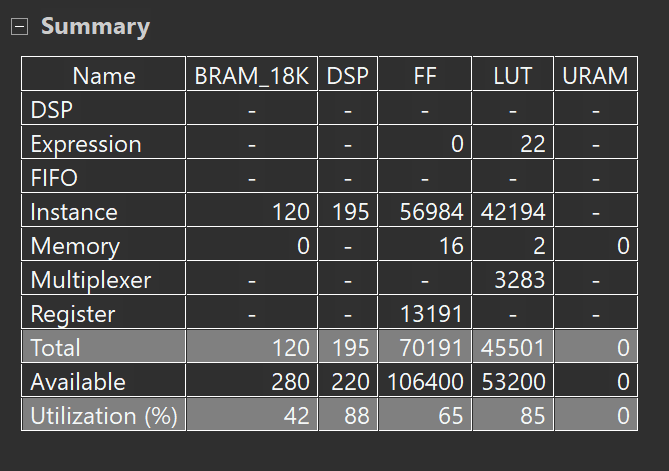 Summary
Name BRAM_18K DSP FF LUT URAM
DSP - - - - -
Expression - - 0 22 -
FIFO - - - - -
Instance 120 195 56984 42194 -
Memory 0 - 16 2 0
Multiplexer - - - 3283 -
Register - - 13191 - -
Total 120 195 70191 45501 0
Available 280 220 106400 53200 0
Utilization (%) 42 88 65 85 0